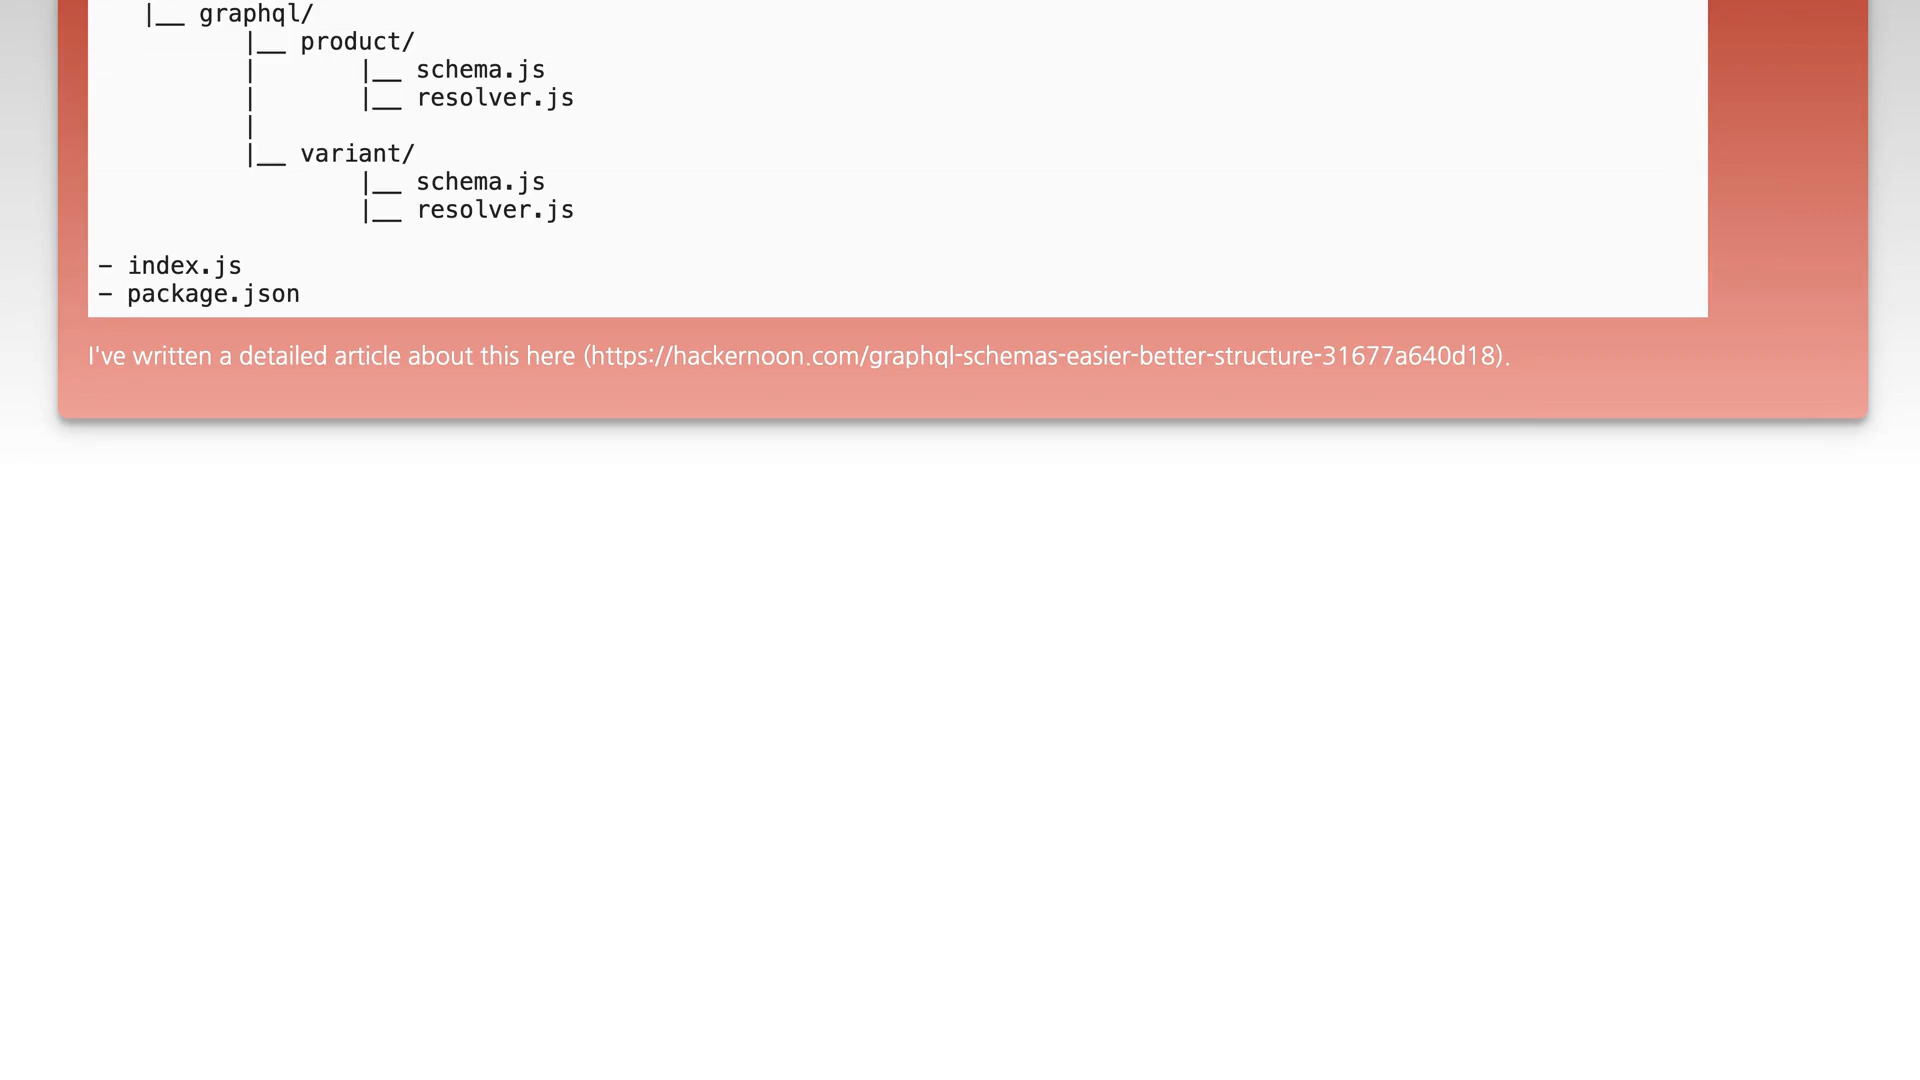 |__ graphql/
|__ product/
| |__ schema.js
| |__ resolver.js
|
|__ variant/
|__ schema.js
|__ resolver.js
- index.js
- package.json
I've written a detailed article about this here (https://hackernoon.com/graphql-schemas-easier-better-structure-31677a640d18).